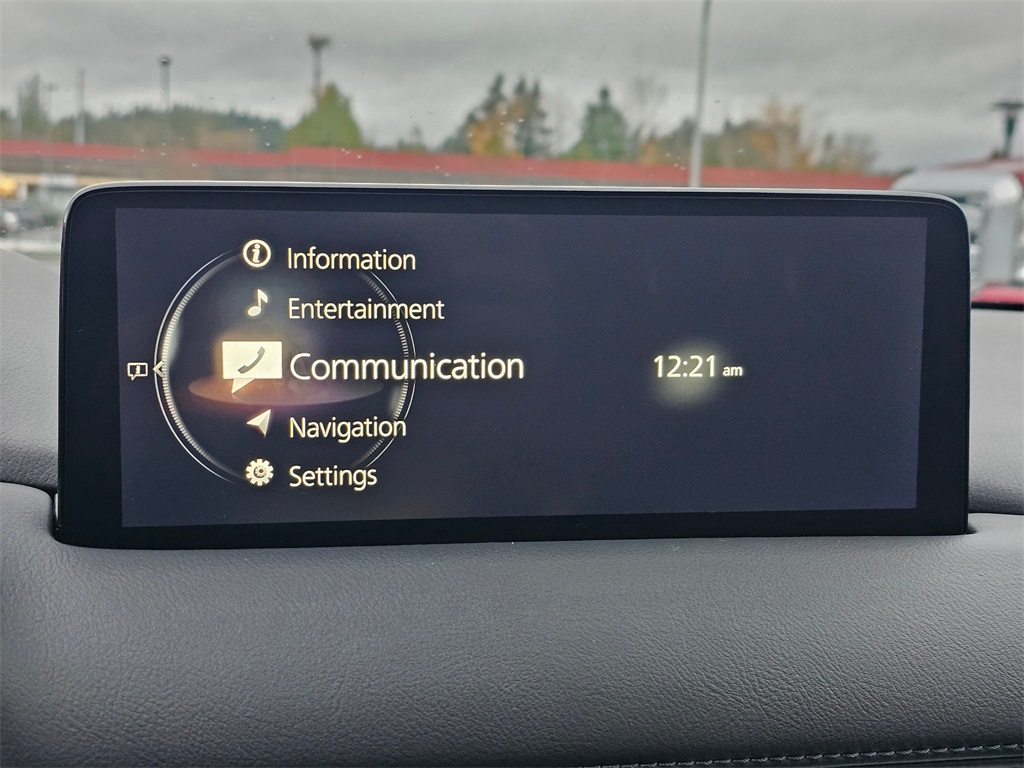 Information
Entertainment
Communication
12:21 am
Navigation
Settings